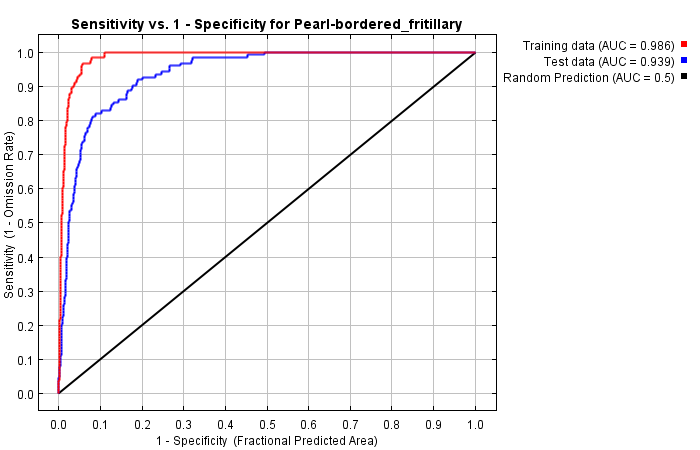 Sensitivity vs. 1 - Specificity for Pearl-bordered_fritillary
Training data (AUC = 0.986)
Test data (AUC = 0.939)
Random Prediction (AUC = 0.5)
Sensitivity (1 - Omission Rate)
1.0
0.9
0.8
0.7
0.6
0.5
0.4
0.3
0.2
0.1
0.0
0.0 0.1 0.2 0.3 0.4 0.5 0.6 0.7 0.8 0.9 1.0
1 - Specificity (Fractional Predicted Area)